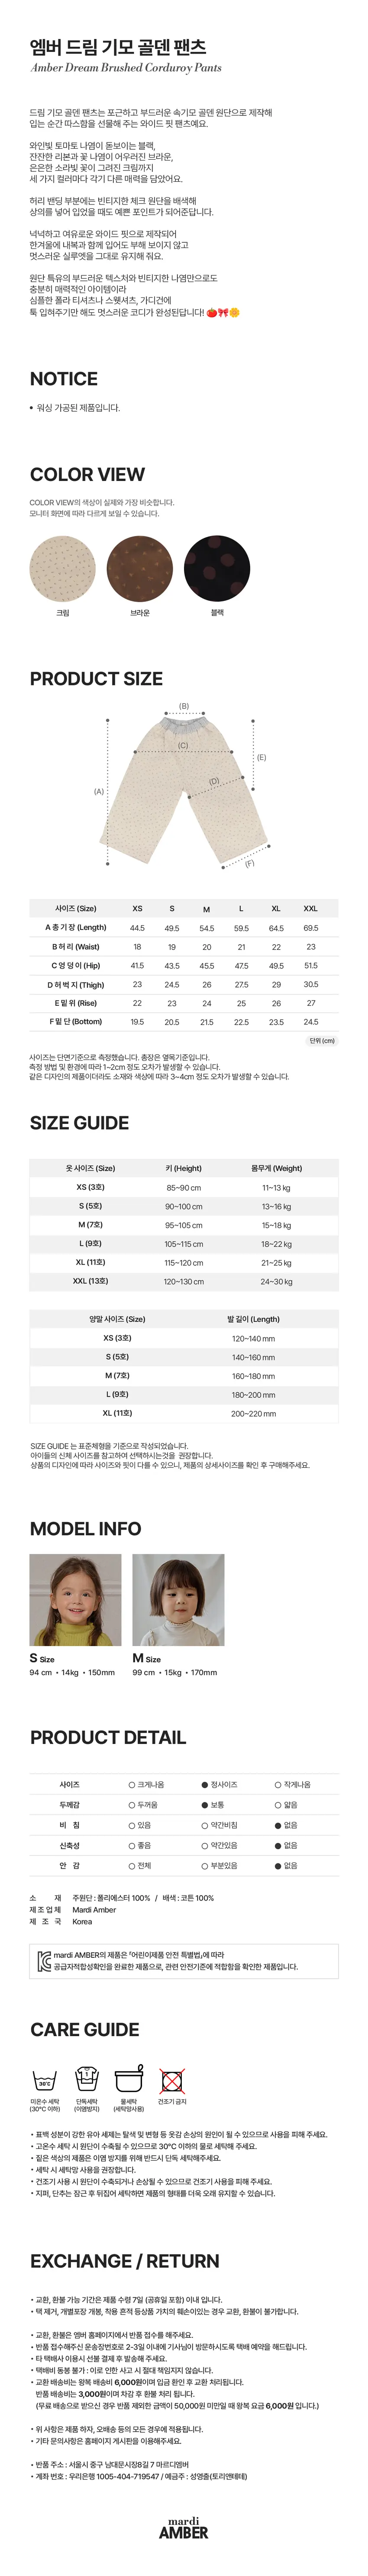 엠버 드림 기모 골덴 팬츠
Amber Dream Brushed Corduroy Pants
드림 기모 골덴 팬츠는 포근하고 부드러운 속기모 골덴 원단으로 제작해
입는 순간 따스함을 선물해 주는 와이드 핏 팬츠예요.
와인빛 토마토 나염이 돋보이는 블랙,
잔잔한 리본과 꽃 나염이 어우러진 브라운,
은은한 소라빛 꽃이 그려진 크림까지
세 가지 컬러마다 각기 다른 매력을 담았어요.
허리 밴딩 부분에는 빈티지한 체크 원단을 배색해
상의를 넣어 입었을 때도 예쁜 포인트가 되어준답니다.
넉넉하고 여유로운 와이드 핏으로 제작되어
한겨울에 내복과 함께 입어도 부해 보이지 않고
멋스러운 실루엣을 그대로 유지해 줘요.
원단 특유의 부드러운 텍스처와 빈티지한 나염만으로도
충분히 매력적인 아이템이라
심플한 폴라 티셔츠나 스웻셔츠, 가디건에
툭 입혀주기만 해도 멋스러운 코디가 완성된답니다! 🍅🎀🌼
NOTICE
• 워싱 가공된 제품입니다.
COLOR VIEW
COLOR VIEW의 색상이 실제와 가장 비슷합니다.
모니터 화면에 따라 다르게 보일 수 있습니다.
크림 브라운 블랙
PRODUCT SIZE
(B)
(C)
(E)
(D)
(A)
(F)
사이즈 (Size) XS S M L XL XXL
A 총 기 장 (Length) 44.5 49.5 54.5 59.5 64.5 69.5
B 허 리 (Waist) 18 19 20 21 22 23
C 엉 덩 이 (Hip) 41.5 43.5 45.5 47.5 49.5 51.5
D 허 벅 지 (Thigh) 23 24.5 26 27.5 29 30.5
E 밑 위 (Rise) 22 23 24 25 26 27
F 밑 단 (Bottom) 19.5 20.5 21.5 22.5 23.5 24.5
단위 (cm)
사이즈는 단면기준으로 측정했습니다. 총장은 옆목기준입니다.
측정 방법 및 환경에 따라 1~2cm 정도 오차가 발생할 수 있습니다.
같은 디자인의 제품이더라도 소재와 색상에 따라 3~4cm 정도 오차가 발생할 수 있습니다.
SIZE GUIDE
옷 사이즈 (Size) 키 (Height) 몸무게 (Weight)
XS (3호) 85~90 cm 11~13 kg
S (5호) 90~100 cm 13~16 kg
M (7호) 95~105 cm 15~18 kg
L (9호) 105~115 cm 18~22 kg
XL (11호) 115~120 cm 21~25 kg
XXL (13호) 120~130 cm 24~30 kg
양말 사이즈 (Size) 발 길이 (Length)
XS (3호) 120~140 mm
S (5호) 140~160 mm
M (7호) 160~180 mm
L (9호) 180~200 mm
XL (11호) 200~220 mm
SIZE GUIDE 는 표준체형을 기준으로 작성되었습니다.
아이들의 신체 사이즈를 참고하여 선택하시는것을 권장합니다.
상품의 디자인에 따라 사이즈와 핏이 다를 수 있으니, 제품의 상세사이즈를 확인 후 구매해주세요.
MODEL INFO
S Size M Size
94 cm • 14kg • 150mm 99 cm • 15kg • 170mm
PRODUCT DETAIL
사이즈 ○ 크게나옴 ● 정사이즈 ○ 작게나옴
두께감 ○ 두꺼움 ● 보통 ○ 얇음
비 침 ○ 있음 ○ 약간비침 ● 없음
신축성 ○ 좋음 ○ 약간있음 ● 없음
안 감 ○ 전체 ○ 부분있음 ● 없음
소 재 주원단 : 폴리에스터 100% / 배색 : 코튼 100%
제 조 업 체 Mardi Amber
제 조 국 Korea
mardi AMBER의 제품은 「어린이제품 안전 특별법」에 따라
공급자적합성확인을 완료한 제품으로, 관련 안전기준에 적합함을 확인한 제품입니다.
CARE GUIDE
30℃ 1
미온수 세탁 단독세탁 물세탁 건조기 금지
(30℃ 이하) (이염방지) (세탁망사용)
• 표백 성분이 강한 유아 세제는 탈색 및 변형 등 옷감 손상의 원인이 될 수 있으므로 사용을 피해 주세요.
• 고온수 세탁 시 원단이 수축될 수 있으므로 30℃ 이하의 물로 세탁해 주세요.
• 짙은 색상의 제품은 이염 방지를 위해 반드시 단독 세탁해주세요.
• 세탁 시 세탁망 사용을 권장합니다.
• 건조기 사용 시 원단이 수축되거나 손상될 수 있으므로 건조기 사용을 피해 주세요.
• 지퍼, 단추는 잠근 후 뒤집어 세탁하면 제품의 형태를 더욱 오래 유지할 수 있습니다.
EXCHANGE / RETURN
• 교환, 환불 가능 기간은 제품 수령 7일 (공휴일 포함) 이내 입니다.
• 택 제거, 개별포장 개봉, 착용 흔적 등상품 가치의 훼손이있는 경우 교환, 환불이 불가합니다.
• 교환, 환불은 엠버 홈페이지에서 반품 접수를 해주세요.
• 반품 접수해주신 운송장번호로 2-3일 이내에 기사님이 방문하시도록 택배 예약을 해드립니다.
• 타 택배사 이용시 선불 결제 후 발송해 주세요.
• 택배비 동봉 불가 : 이로 인한 사고 시 절대 책임지지 않습니다.
• 교환 배송비는 왕복 배송비 6,000원이며 입금 확인 후 교환 처리됩니다.
반품 배송비는 3,000원이며 차감 후 환불 처리 됩니다.
(무료 배송으로 받으신 경우 반품 제외한 금액이 50,000원 미만일 때 왕복 요금 6,000원 입니다.)
• 위 사항은 제품 하자, 오배송 등의 모든 경우에 적용됩니다.
• 기타 문의사항은 홈페이지 게시판을 이용해주세요.
• 반품 주소 : 서울시 중구 남대문시장8길 7 마르디엠버
• 계좌 번호 : 우리은행 1005-404-719547 / 예금주 : 성영출(토리앤테테)
mardi
AMBER